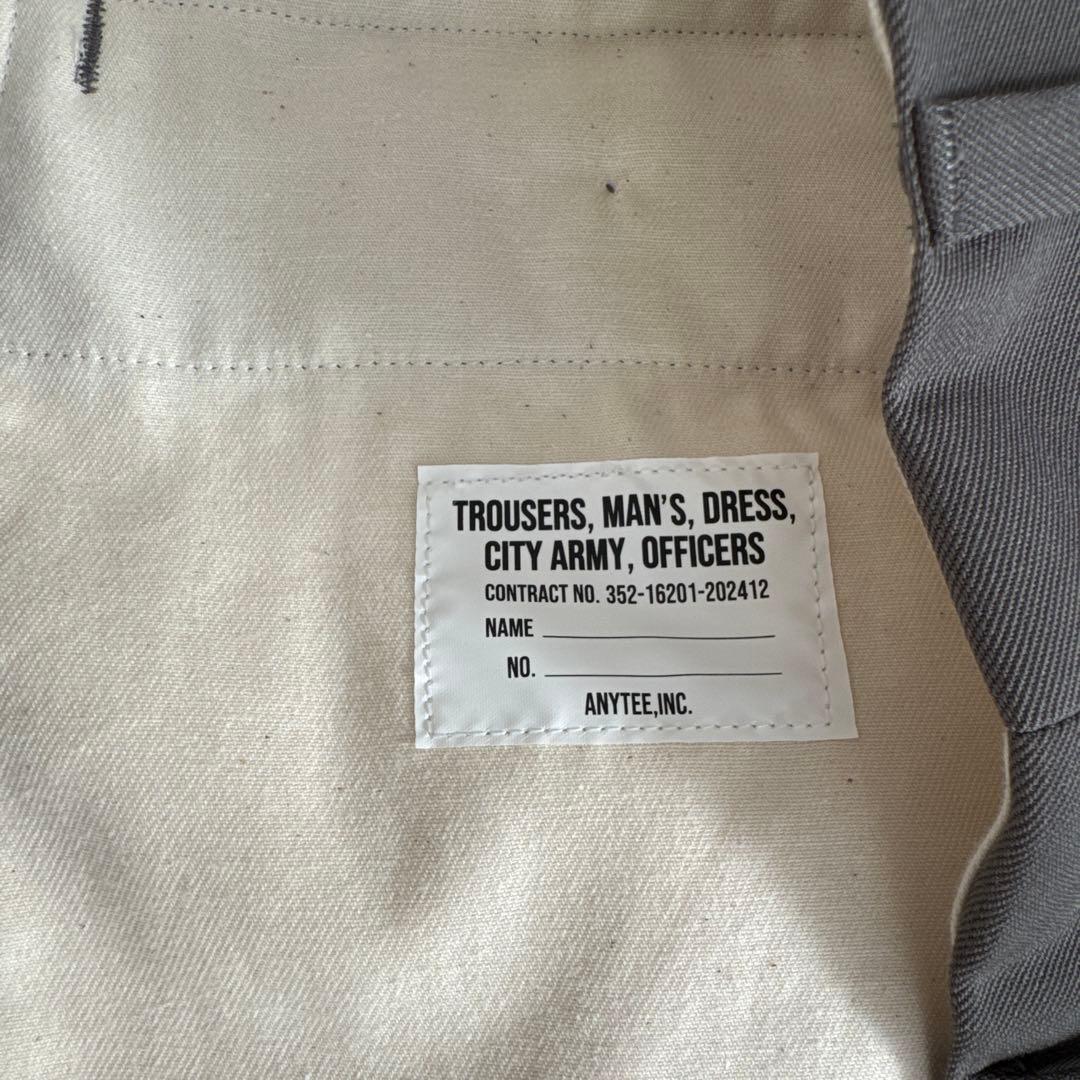 TROUSERS, MAN'S, DRESS,
CITY ARMY, OFFICERS
CONTRACT NO. 352-16201-202412
NAME
NO.
ANYTEE,INC.